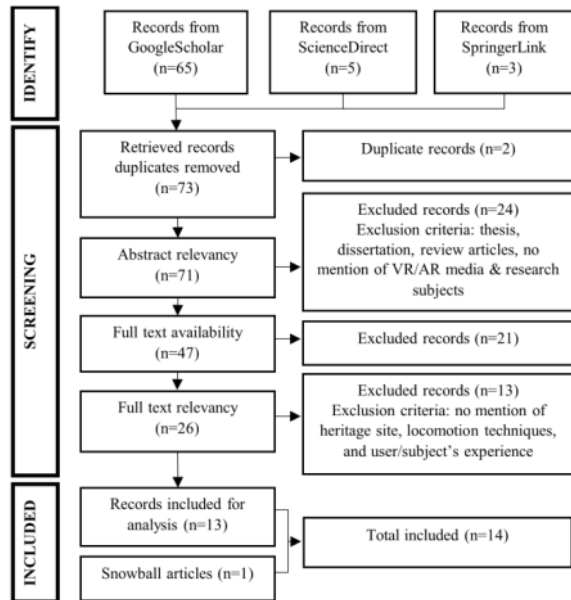 IDENTIFY
Records from
GoogleScholar
(n=65)
Records from
ScienceDirect
(n=5)
Records from
SpringerLink
(n=3)
SCREENING
Retrieved records
duplicates removed
(n=73)
Duplicate records (n=2)
Abstract relevancy
(n=71)
Excluded records (n=24)
Exclusion criteria: thesis,
dissertation, review articles, no
mention of VR/AR media & research
subjects
Full text availability
(n=47)
Excluded records (n=21)
Full text relevancy
(n=26)
Excluded records (n=13)
Exclusion criteria: no mention of
heritage site, locomotion techniques,
and user/subject's experience
INCLUDED
Records included for
analysis (n=13)
Snowball articles (n=1)
Total included (n=14)